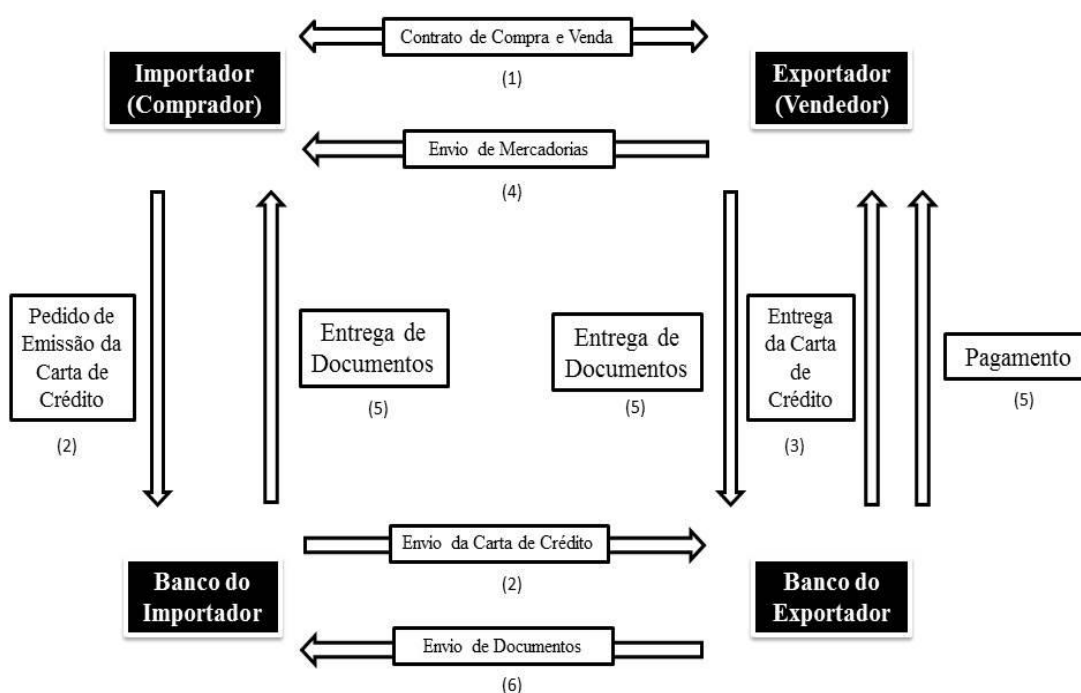 Contrato de Compra e Venda
(1)
Importador
(Comprador)
Exportador
(Vendedor)
Envio de Mercadorias
(4)
Pedido de
Emissão da
Carta de
Crédito
(2)
Entrega de
Documentos
(5)
Entrega de
Documentos
(5)
Entrega
da Carta
de
Crédito
(3)
Pagamento
(5)
Envio da Carta de Crédito
(2)
Banco do
Importador
Banco do
Exportador
Envio de Documentos
(6)